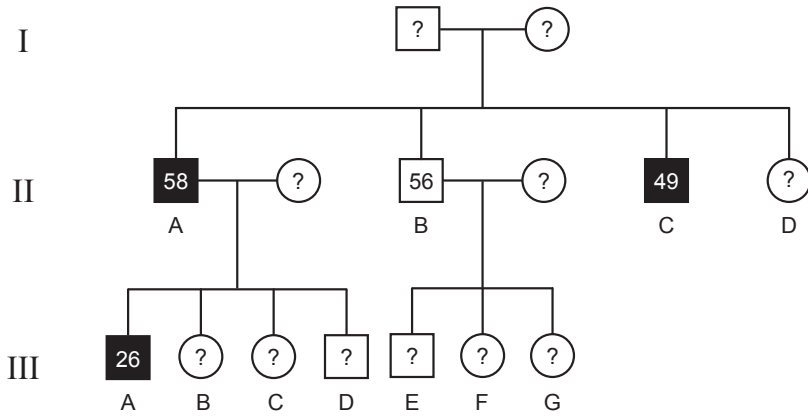 I ? ?
58 ? 56 ? 49 ?
II
A B C D
26 ? ? ? ? ? ?
III
A B C D E F G